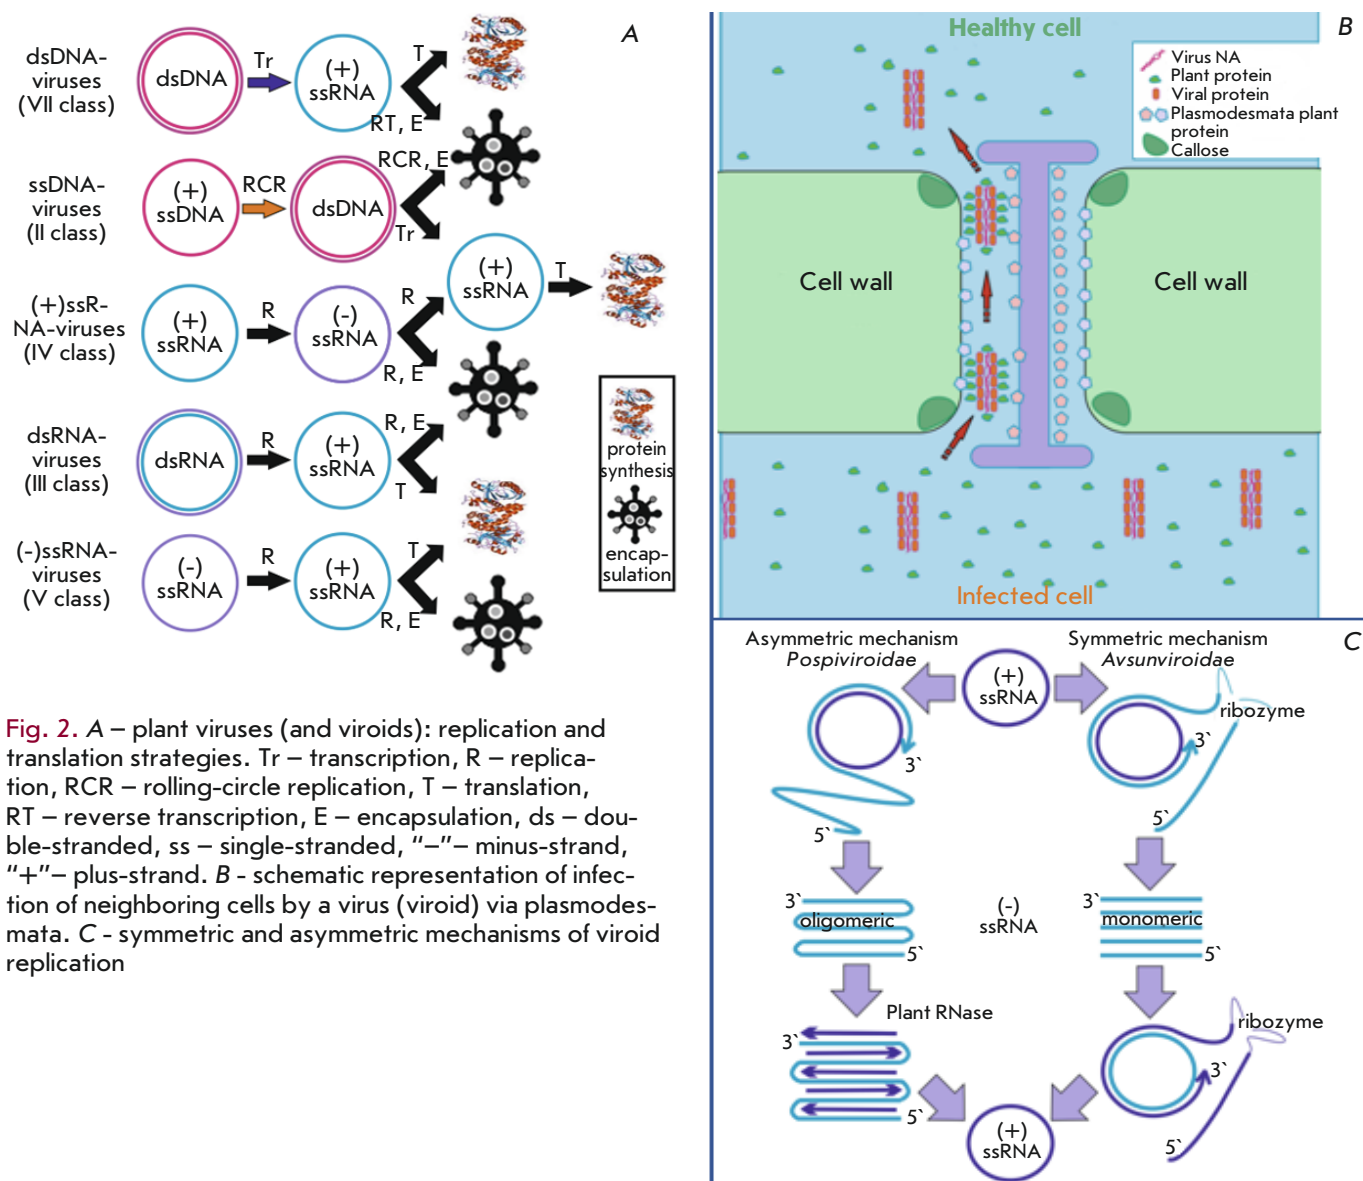 A
dsDNA-
viruses
(VII class)
dsDNA
Tr
(+)
ssRNA
T
RT, E
ssDNA-
viruses
(II class)
(+)
ssDNA
RCR
dsDNA
RCR, E
Tr
(+)
ssRNA
T
(+)ssR-
NA-viruses
(IV class)
(+)
ssRNA
R
(-)
ssRNA
R
R, E
dsRNA-
viruses
(III class)
dsRNA
R
(+)
ssRNA
R, E
T
(-)ssRNA-
viruses
(V class)
(-)
ssRNA
R
(+)
ssRNA
T
R, E
protein
synthesis
encap-
sulation
B
Healthy cell
Virus NA
Plant protein
Viral protein
Plasmodesmata plant
protein
Callose
Cell wall
Cell wall
Infected cell
C
Asymmetric mechanism
Pospiviroidae
(+)
ssRNA
Symmetric mechanism
Avsunviroidae
ribozyme
3`
3`
5`
5`
3`
oligomeric
5`
(-)
ssRNA
3`
monomeric
5`
Plant RNase
3`
5`
ribozyme
3`
5`
(+)
ssRNA
Fig. 2. A – plant viruses (and viroids): replication and
translation strategies. Tr – transcription, R – replica-
tion, RCR – rolling-circle replication, T – translation,
RT – reverse transcription, E – encapsulation, ds – dou-
ble-stranded, ss – single-stranded, “–”– minus-strand,
“+”– plus-strand. B - schematic representation of infec-
tion of neighboring cells by a virus (viroid) via plasmodes-
mata. C - symmetric and asymmetric mechanisms of viroid
replication